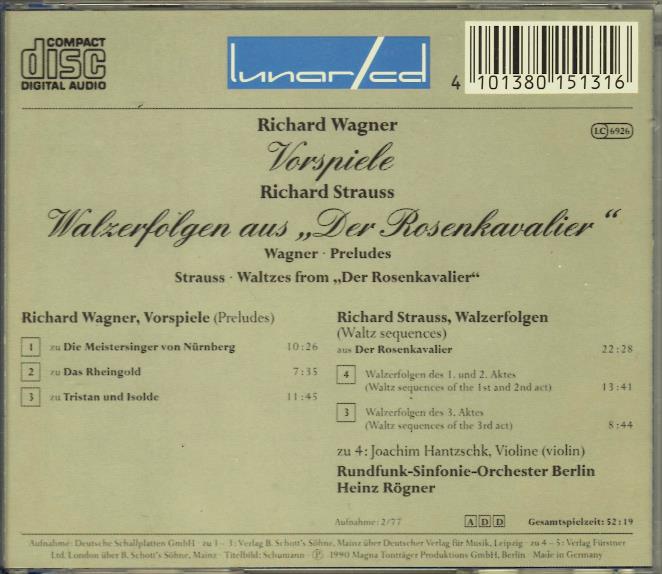 COMPACT
disc
DIGITAL AUDIO
lunar/cd
4 101380 151316
Richard Wagner
LC 6926
Vorspiele
Richard Strauss
Walzerfolgen aus „Der Rosenkavalier“
Wagner · Preludes
Strauss · Waltzes from „Der Rosenkavalier“
Richard Wagner, Vorspiele (Preludes)
1 zu Die Meistersinger von Nürnberg 10:26
2 zu Das Rheingold 7:35
3 zu Tristan und Isolde 11:45
Richard Strauss, Walzerfolgen
(Waltz sequences)
aus Der Rosenkavalier 22:28
4 Walzerfolgen des 1. und 2. Aktes
(Waltz sequences of the 1st and 2nd act) 13:41
3 Walzerfolgen des 3. Aktes
(Waltz sequences of the 3rd act) 8:44
zu 4: Joachim Hantzschk, Violine (violin)
Rundfunk-Sinfonie-Orchester Berlin
Heinz Rögner
Aufnahme: 2/77 ADD Gesamtspielzeit: 52:19
Aufnahme: Deutsche Schallplatten GmbH · zu 1–3: Verlag B. Schott's Söhne, Mainz über Deutscher Verlag für Musik, Leipzig · zu 4–5: Verlag Fürstner
Ltd. London über B. Schott's Söhne, Mainz · Titelbild: Schumann · Ⓟ 1990 Magna Tonträger Produktions GmbH, Berlin · Made in Germany